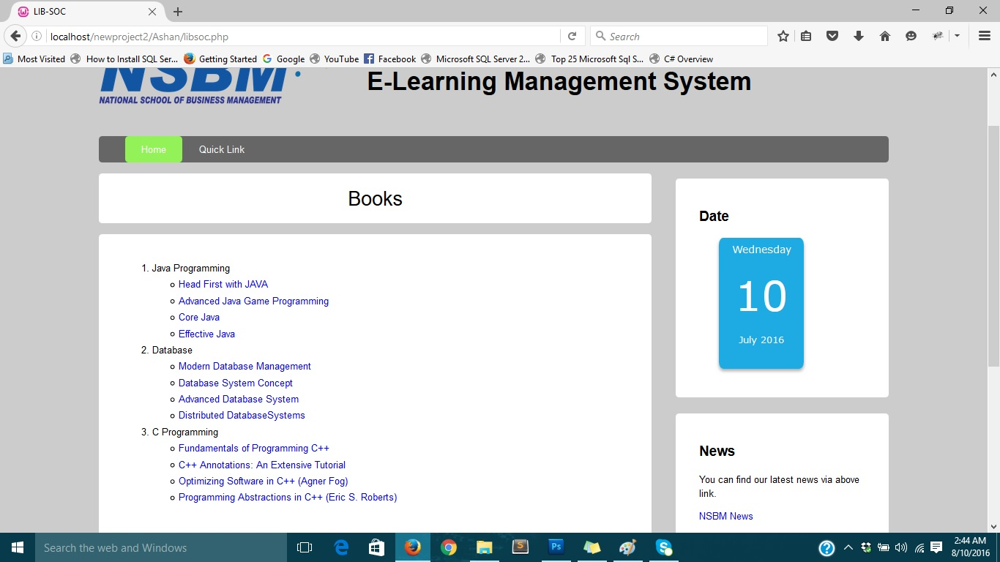 LIB-SOC
localhost/newproject2/Ashan/libsoc.php
Search
Most Visited
How to Install SQL Ser...
Getting Started
Google
YouTube
Facebook
Microsoft SQL Server 2...
Top 25 Microsoft Sql S...
C# Overview
NSBM
NATIONAL SCHOOL OF BUSINESS MANAGEMENT
E-Learning Management System
Home
Quick Link
Books
1. Java Programming
Head First with JAVA
Advanced Java Game Programming
Core Java
Effective Java
2. Database
Modern Database Management
Database System Concept
Advanced Database System
Distributed DatabaseSystems
3. C Programming
Fundamentals of Programming C++
C++ Annotations: An Extensive Tutorial
Optimizing Software in C++ (Agner Fog)
Programming Abstractions in C++ (Eric S. Roberts)
Date
Wednesday
10
July 2016
News
You can find our latest news via above
link.
NSBM News
Search the web and Windows
Ps
2:44 AM
8/10/2016